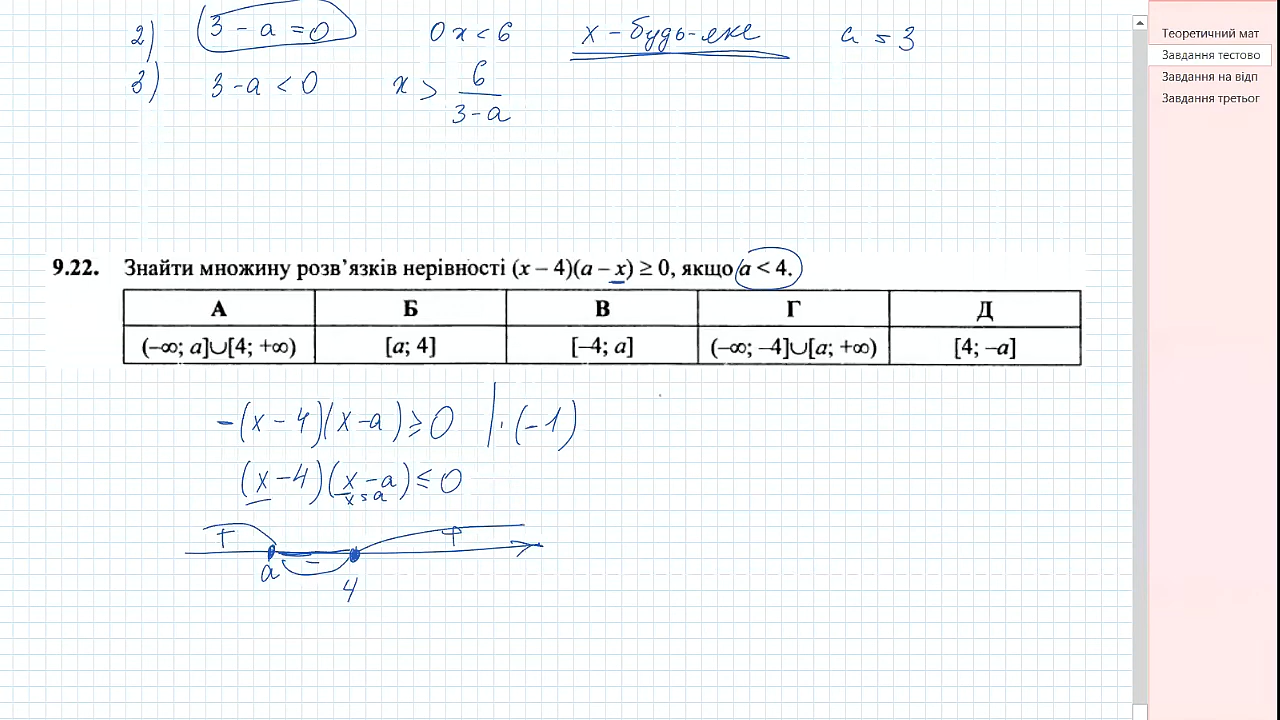 2) 3 - a = 0 0x < 6 x - будь-яке a = 3
3) 3 - a < 0 x > 6/(3-a)
9.22. Знайти множину розв’язків нерівності (x – 4)(a – x) ≥ 0, якщо a < 4.
А Б В Г Д
(–∞; a]∪[4; +∞) [a; 4] [–4; a] (–∞; –4]∪[a; +∞) [4; –a]
-(x-4)(x-a) ≥ 0 |·(-1)
(x-4)(x-a) ≤ 0
x = a
+ - +
a 4
Теоретичний мат
Завдання тестово
Завдання на відп
Завдання третьог